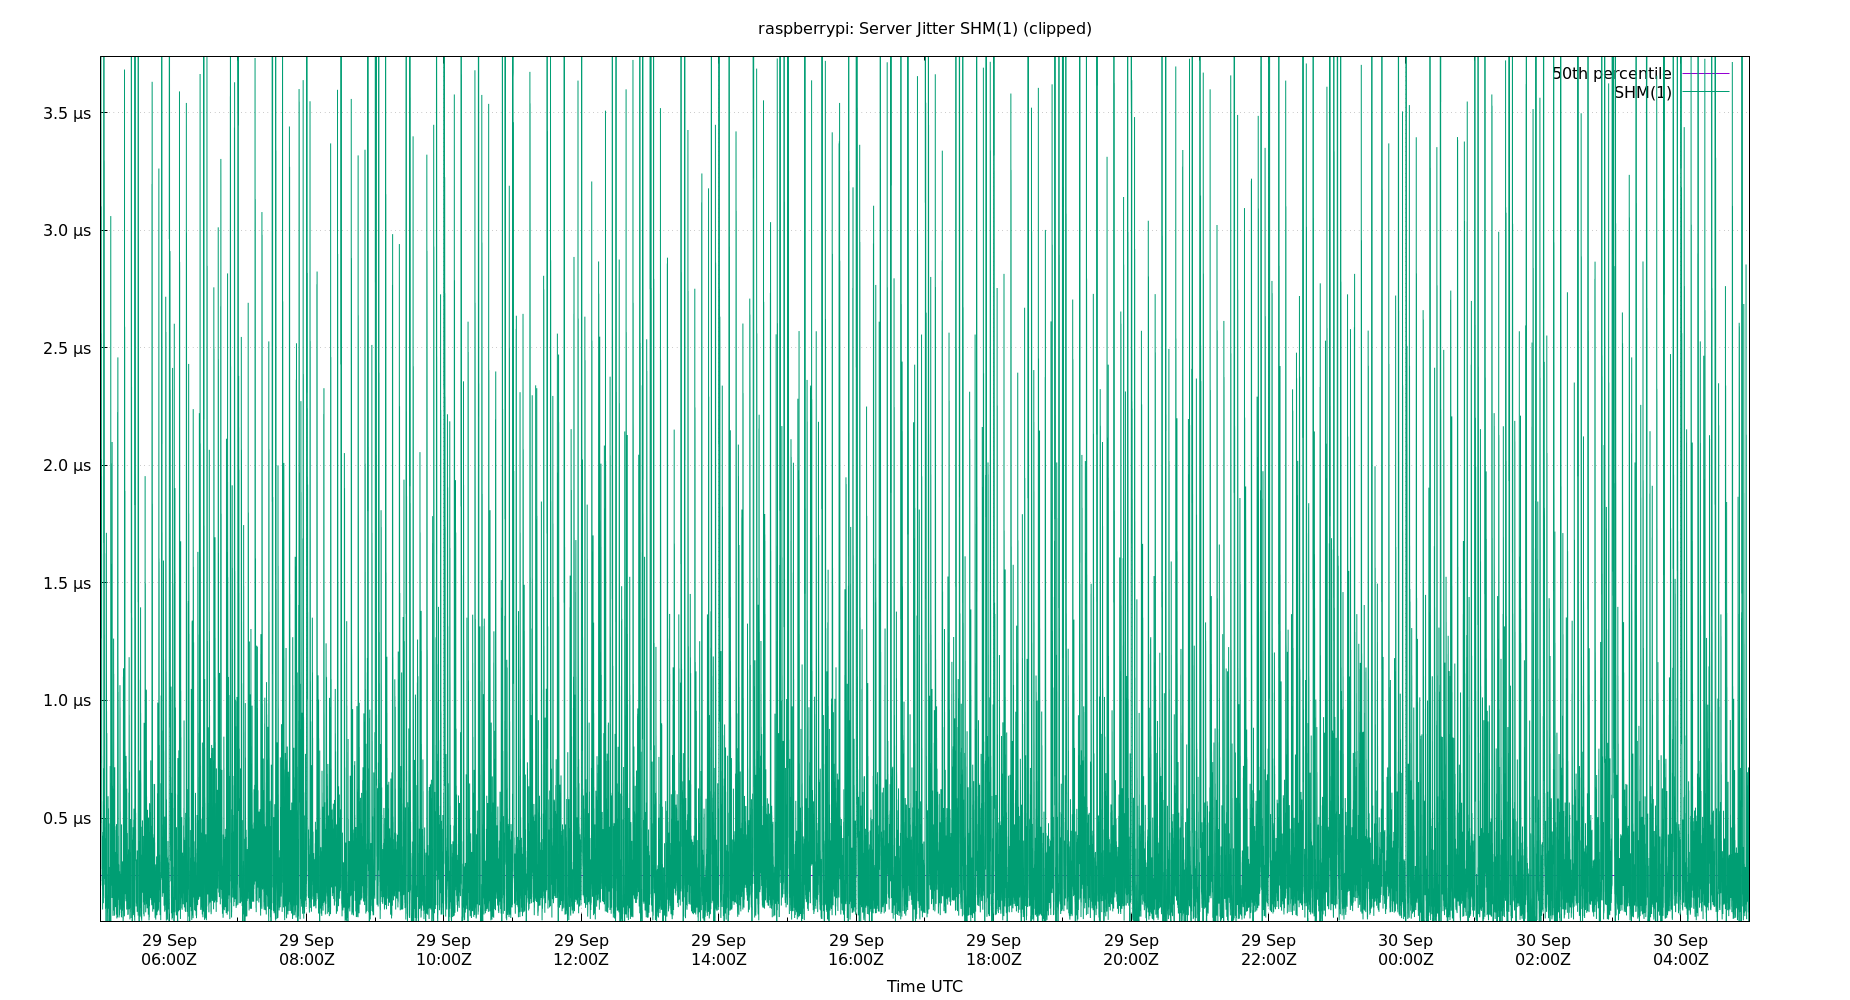 raspberrypi: Server Jitter SHM(1) (clipped)
50th percentile
SHM(1)
3.5 µs
3.0 µs
2.5 µs
2.0 µs
1.5 µs
1.0 µs
0.5 µs
29 Sep 29 Sep 29 Sep 29 Sep 29 Sep 29 Sep 29 Sep 29 Sep 29 Sep 30 Sep 30 Sep 30 Sep
06:00Z 08:00Z 10:00Z 12:00Z 14:00Z 16:00Z 18:00Z 20:00Z 22:00Z 00:00Z 02:00Z 04:00Z
Time UTC